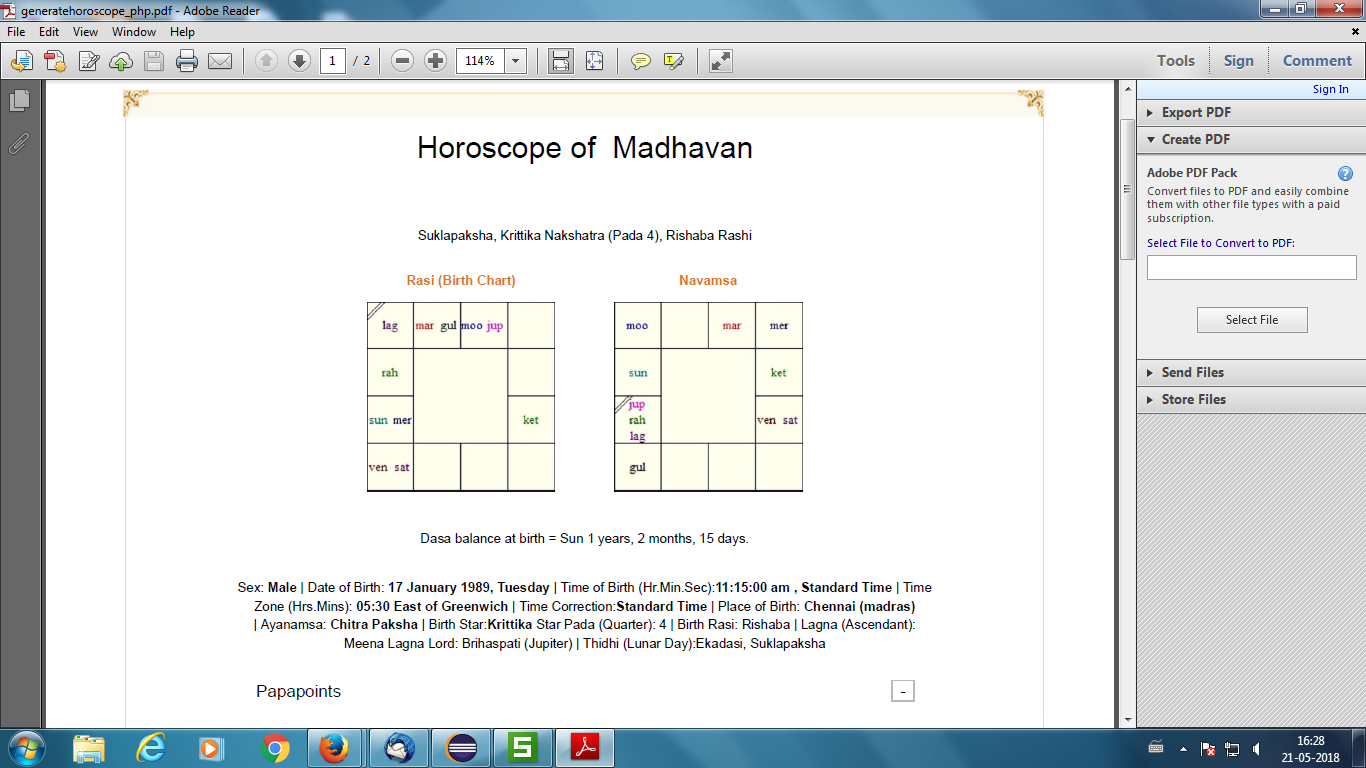 generatehoroscope_php.pdf - Adobe Reader
File Edit View Window Help
1 / 2 114% Tools Sign Comment
Sign In
Export PDF
Create PDF
Adobe PDF Pack
Convert files to PDF and easily combine
them with other file types with a paid
subscription.
Select File to Convert to PDF:
Select File
Send Files
Store Files
Horoscope of Madhavan
Suklapaksha, Krittika Nakshatra (Pada 4), Rishaba Rashi
Rasi (Birth Chart)
lag mar gul moo jup
rah
sun mer ket
ven sat
Navamsa
moo mar mer
sun ket
jup
rah ven sat
lag
gul
Dasa balance at birth = Sun 1 years, 2 months, 15 days.
Sex: Male | Date of Birth: 17 January 1989, Tuesday | Time of Birth (Hr.Min.Sec):11:15:00 am , Standard Time | Time
Zone (Hrs.Mins): 05:30 East of Greenwich | Time Correction:Standard Time | Place of Birth: Chennai (madras)
| Ayanamsa: Chitra Paksha | Birth Star:Krittika Star Pada (Quarter): 4 | Birth Rasi: Rishaba | Lagna (Ascendant):
Meena Lagna Lord: Brihaspati (Jupiter) | Thidhi (Lunar Day):Ekadasi, Suklapaksha
Papapoints -
16:28
21-05-2018